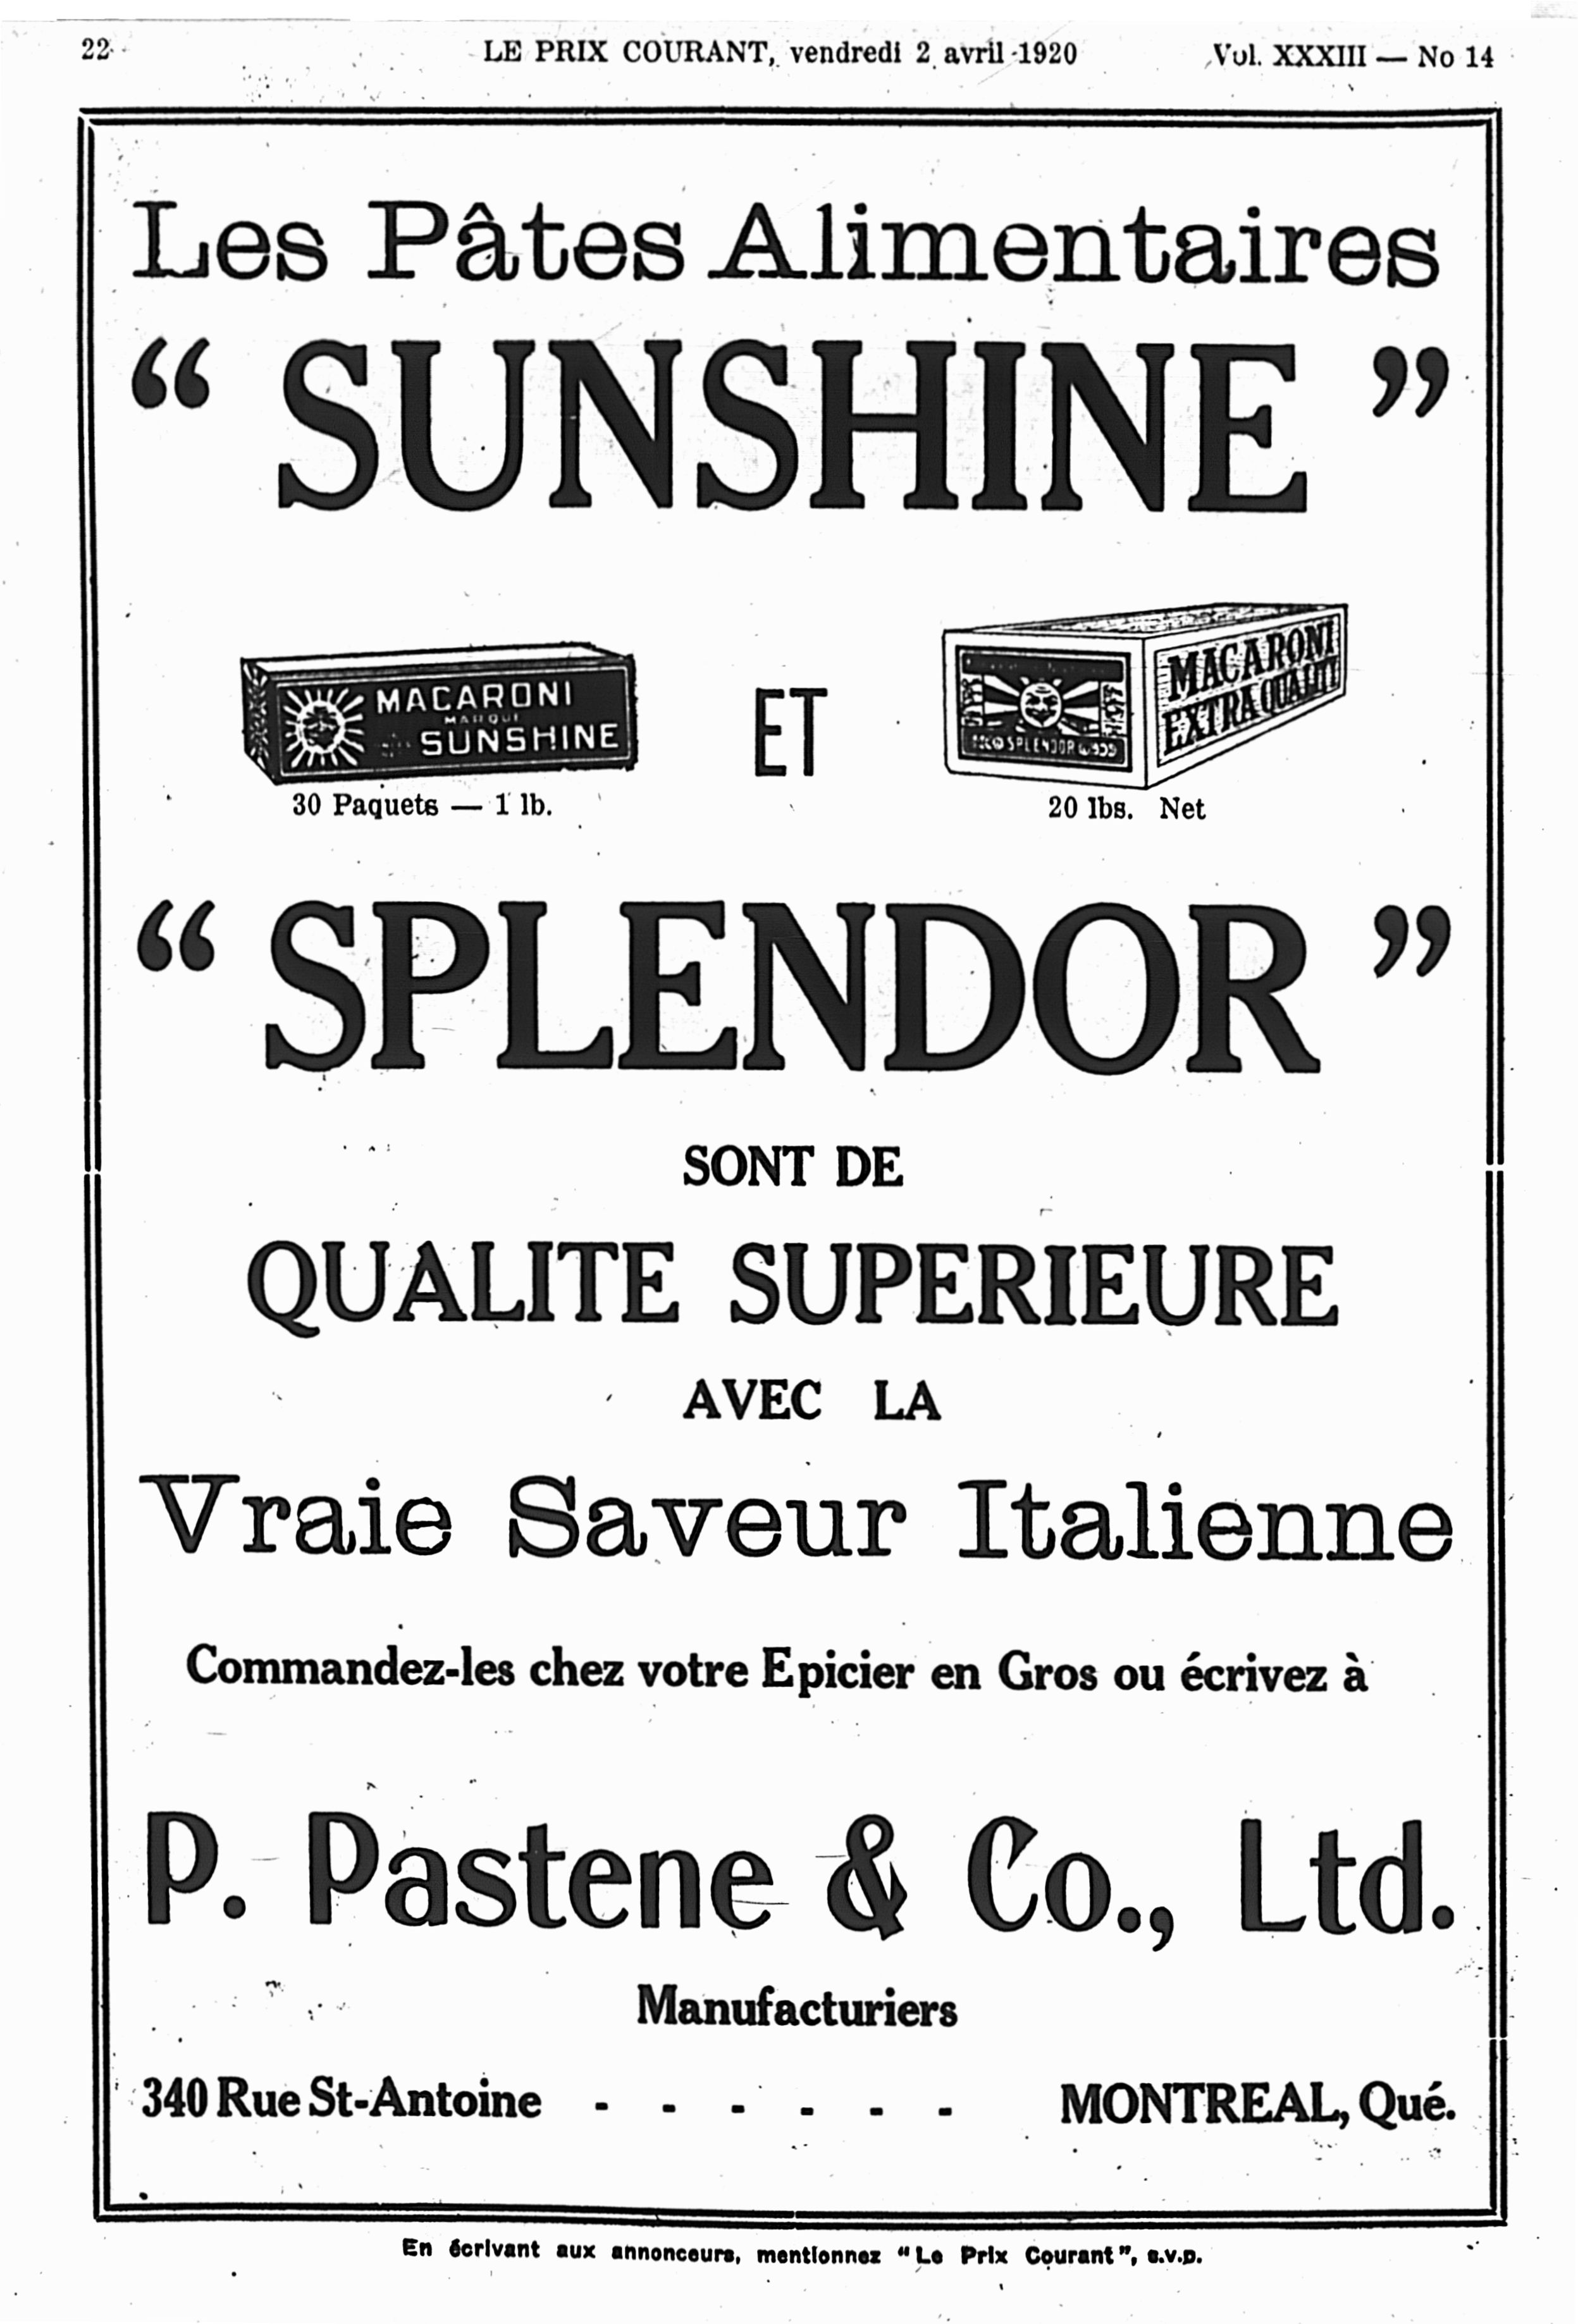 22 LE PRIX COURANT, vendredi 2 avril 1920 Vol. XXXIII — No 14
Les Pâtes Alimentaires
“ SUNSHINE ”
MACARONI
SUNSHINE
30 Paquets — 1 lb.
ET
MACARONI
EXTRA QUALITY
SPLENDOR
20 lbs. Net
“ SPLENDOR ”
SONT DE
QUALITE SUPERIEURE
AVEC LA
Vraie Saveur Italienne
Commandez-les chez votre Epicier en Gros ou écrivez à
P. Pastene & Co., Ltd.
Manufacturiers
340 Rue St-Antoine - - - - - - MONTREAL, Qué.
En écrivant aux annonceurs, mentionnez “Le Prix Courant”, s.v.p.